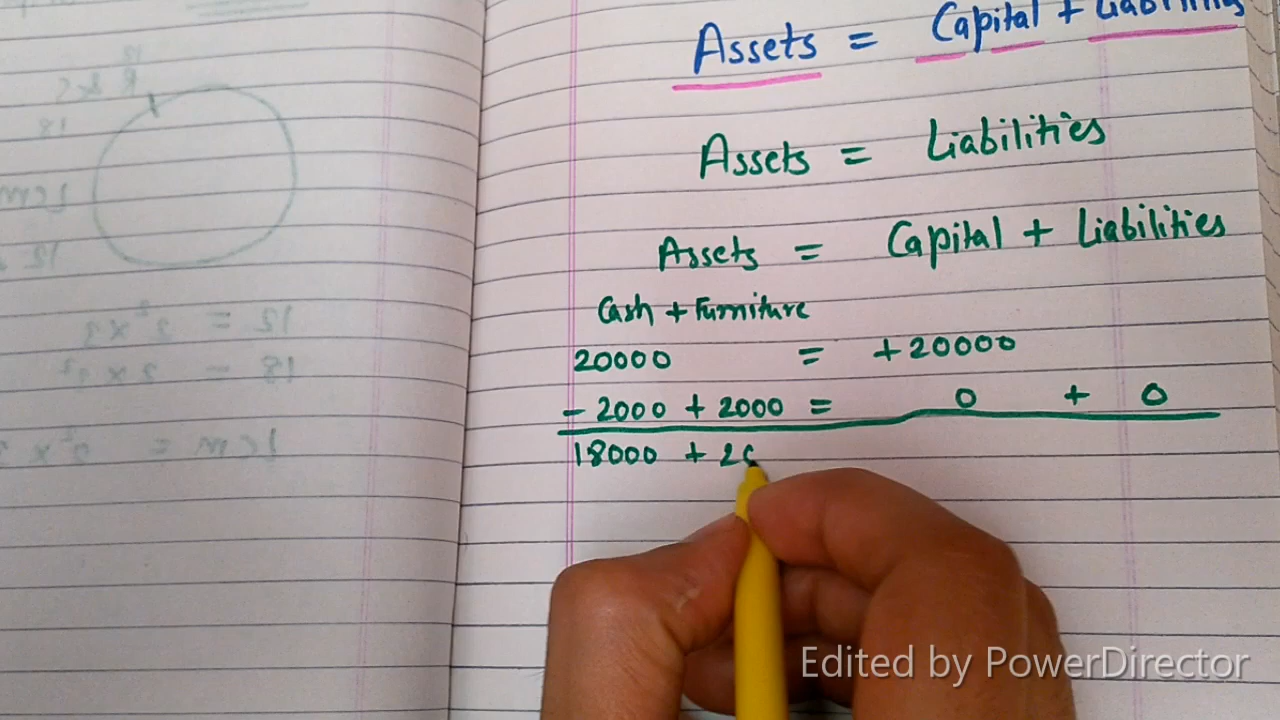 Assets = Capital + Liabilities
Assets = Liabilities
Assets = Capital + Liabilities
Cash + Furniture
20000 = +20000
- 2000 + 2000 = 0 + 0
18000 + 20
Edited by PowerDirector